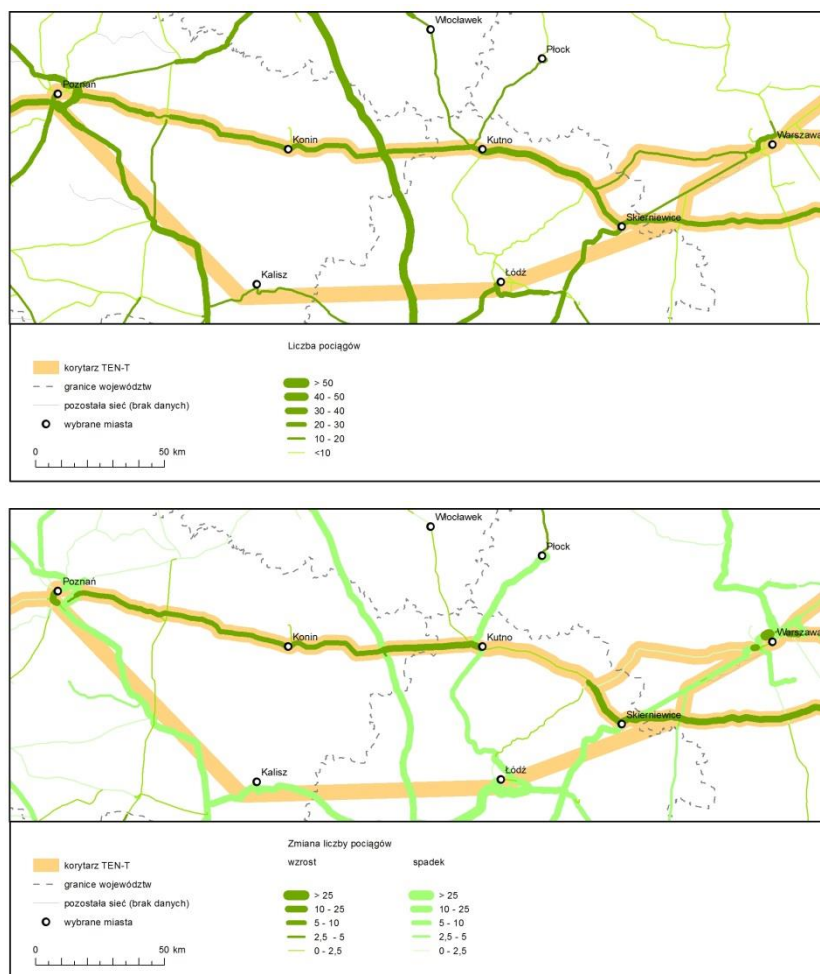 Włocławek
Płock
Poznań
Konin
Kutno
Warszawa
Skierniewice
Kalisz
Łódź
Liczba pociągów
korytarz TEN-T
granice województw
pozostała sieć (brak danych)
wybrane miasta
> 50
40 - 50
30 - 40
20 - 30
10 - 20
<10
0 50 km
Włocławek
Płock
Poznań
Konin
Kutno
Warszawa
Skierniewice
Kalisz
Łódź
Zmiana liczby pociągów
wzrost spadek
korytarz TEN-T
granice województw
pozostała sieć (brak danych)
wybrane miasta
> 25 > 25
10 - 25 10 - 25
5 - 10 5 - 10
2,5 - 5 2,5 - 5
0 - 2,5 0 - 2,5
0 50 km